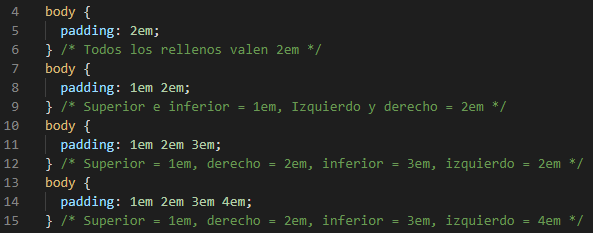 4 body {
5 padding: 2em;
6 } /* Todos los rellenos valen 2em */
7 body {
8 padding: 1em 2em;
9 } /* Superior e inferior = 1em, Izquierdo y derecho = 2em */
10 body {
11 padding: 1em 2em 3em;
12 } /* Superior = 1em, derecho = 2em, inferior = 3em, izquierdo = 2em */
13 body {
14 padding: 1em 2em 3em 4em;
15 } /* Superior = 1em, derecho = 2em, inferior = 3em, izquierdo = 4em */